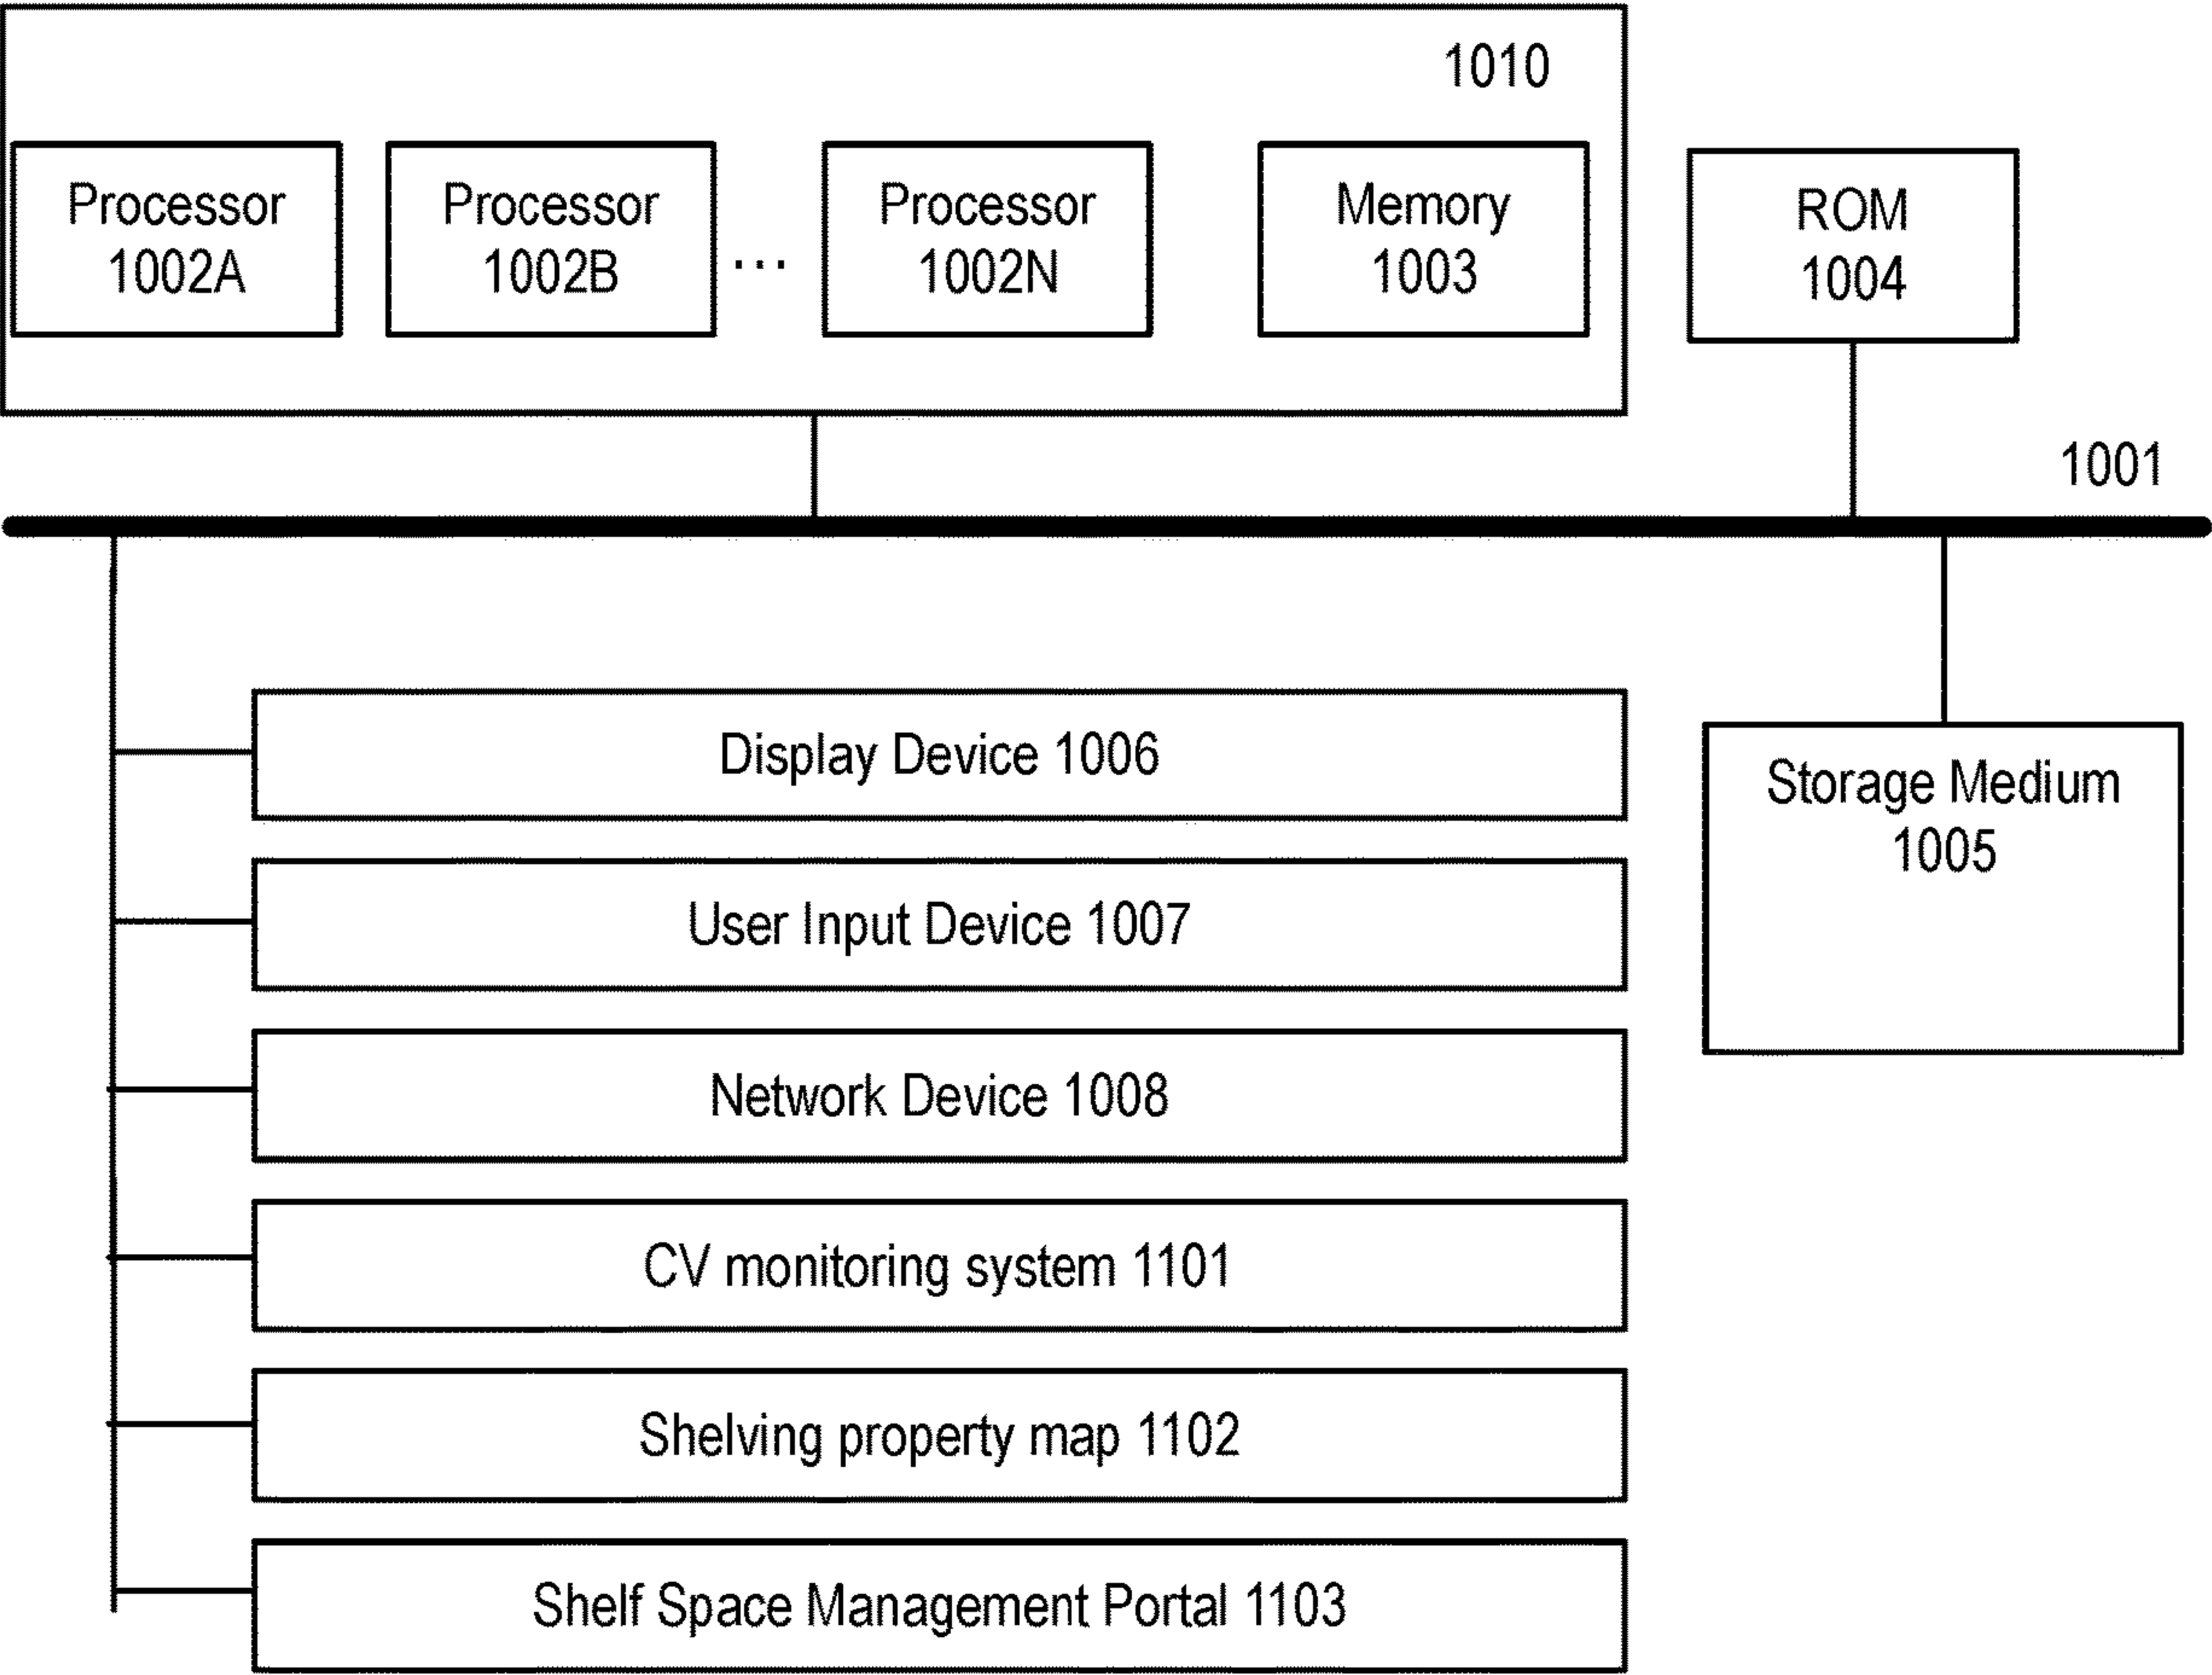 1010
Processor
1002A
Processor
1002B
...
Processor
1002N
Memory
1003
ROM
1004
1001
Display Device 1006
User Input Device 1007
Network Device 1008
CV monitoring system 1101
Shelving property map 1102
Shelf Space Management Portal 1103
Storage Medium
1005